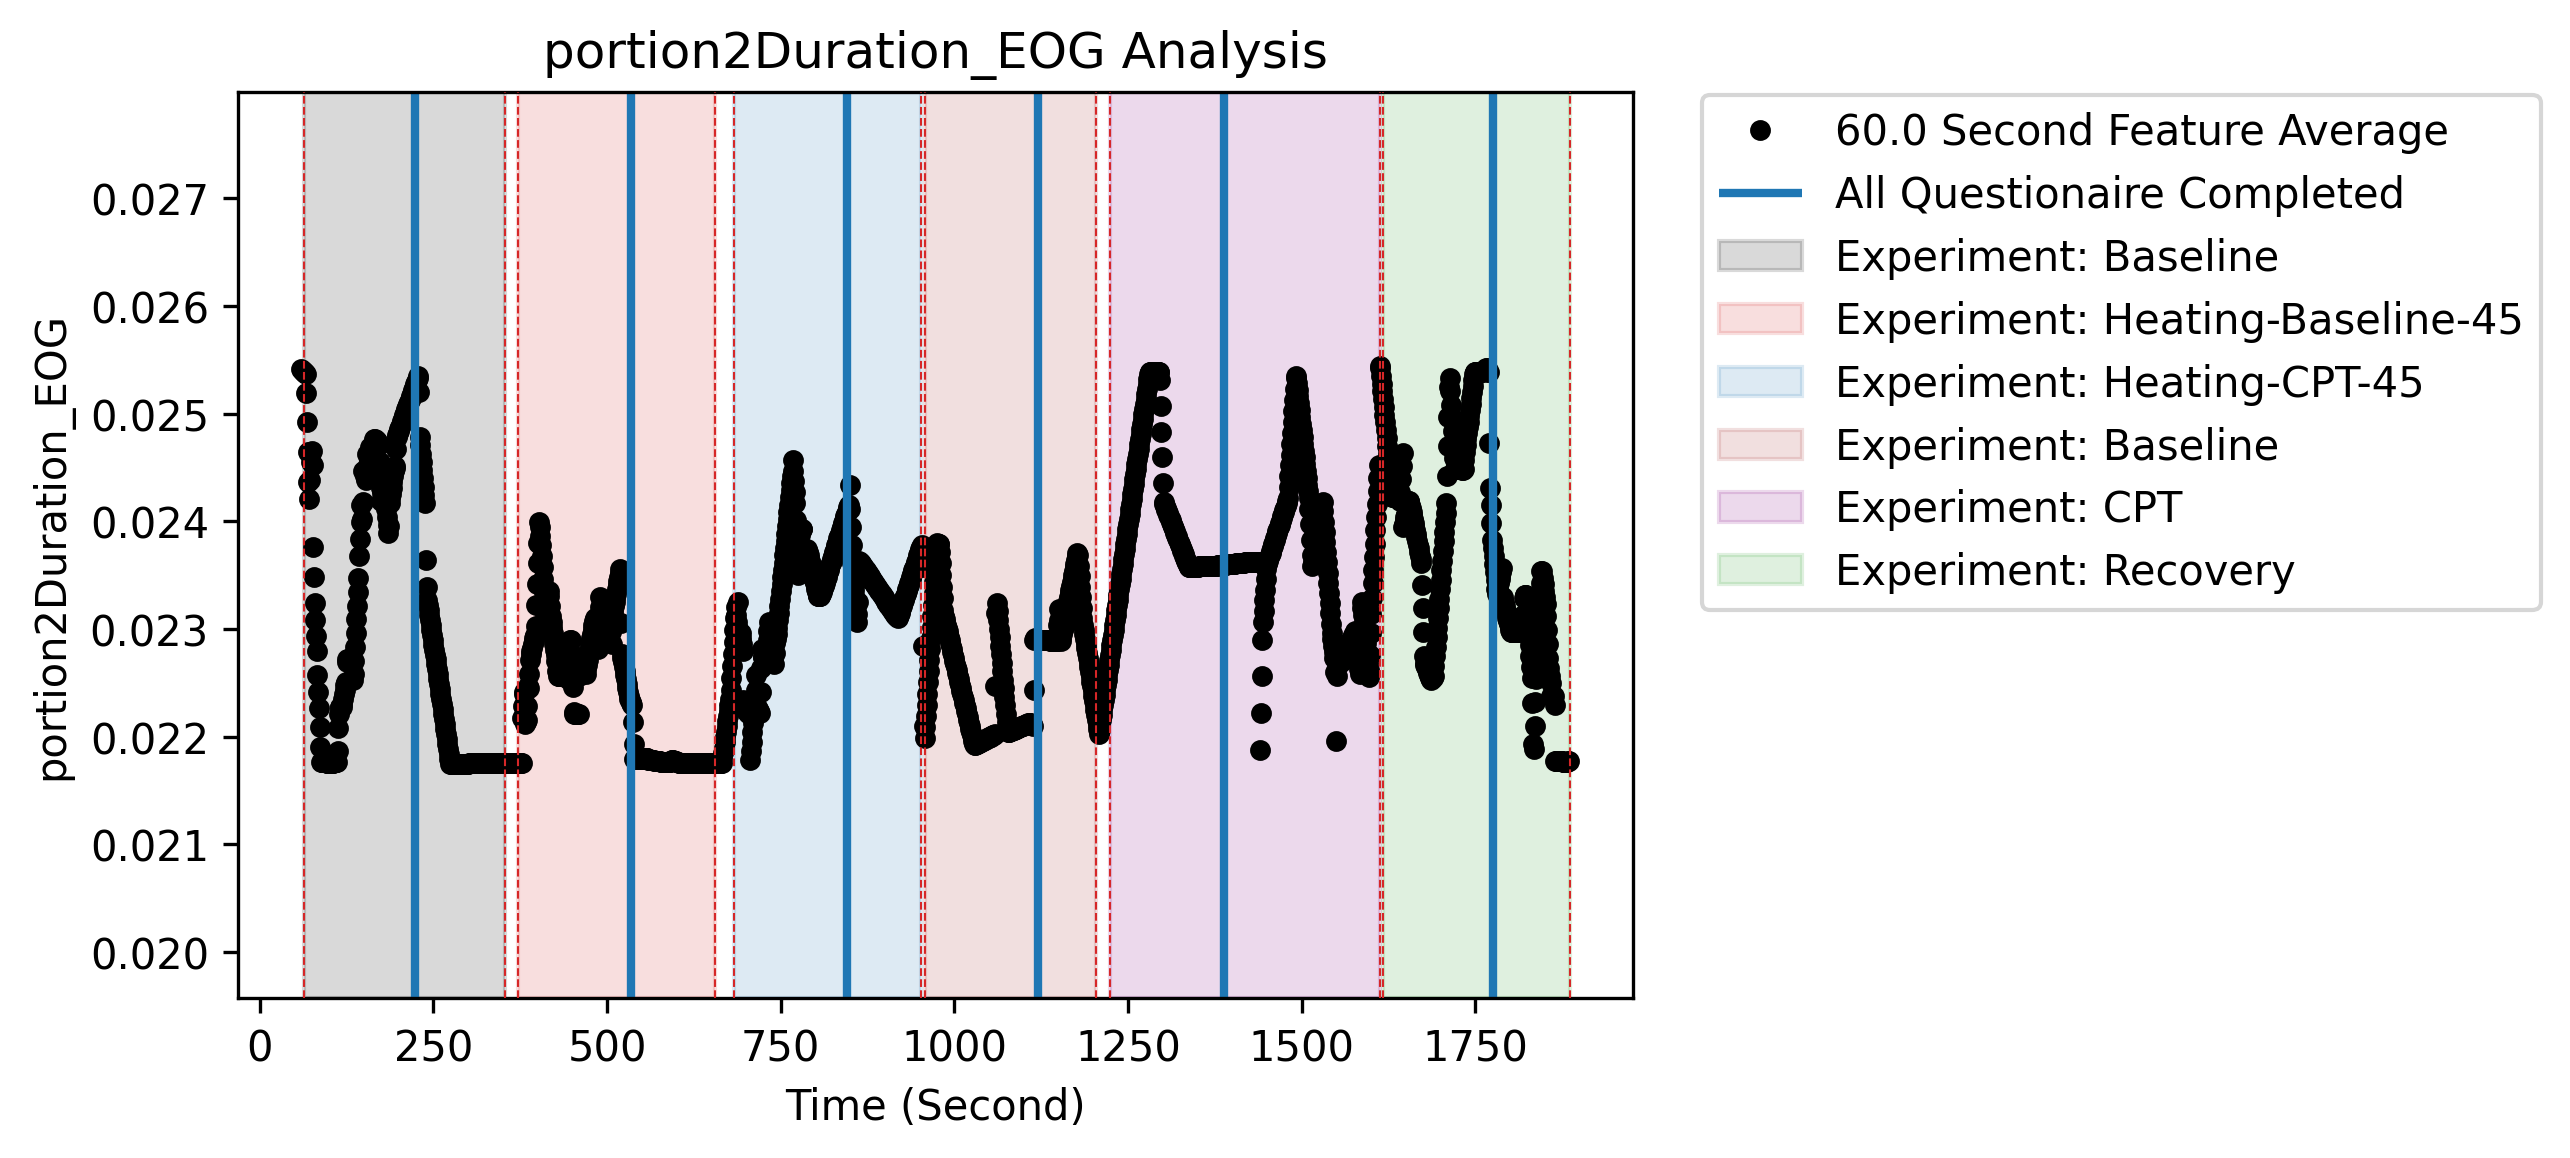 portion2Duration_EOG Analysis
portion2Duration_EOG
0.027
0.026
0.025
0.024
0.023
0.022
0.021
0.020
0 250 500 750 1000 1250 1500 1750
Time (Second)
60.0 Second Feature Average
All Questionaire Completed
Experiment: Baseline
Experiment: Heating-Baseline-45
Experiment: Heating-CPT-45
Experiment: Baseline
Experiment: CPT
Experiment: Recovery